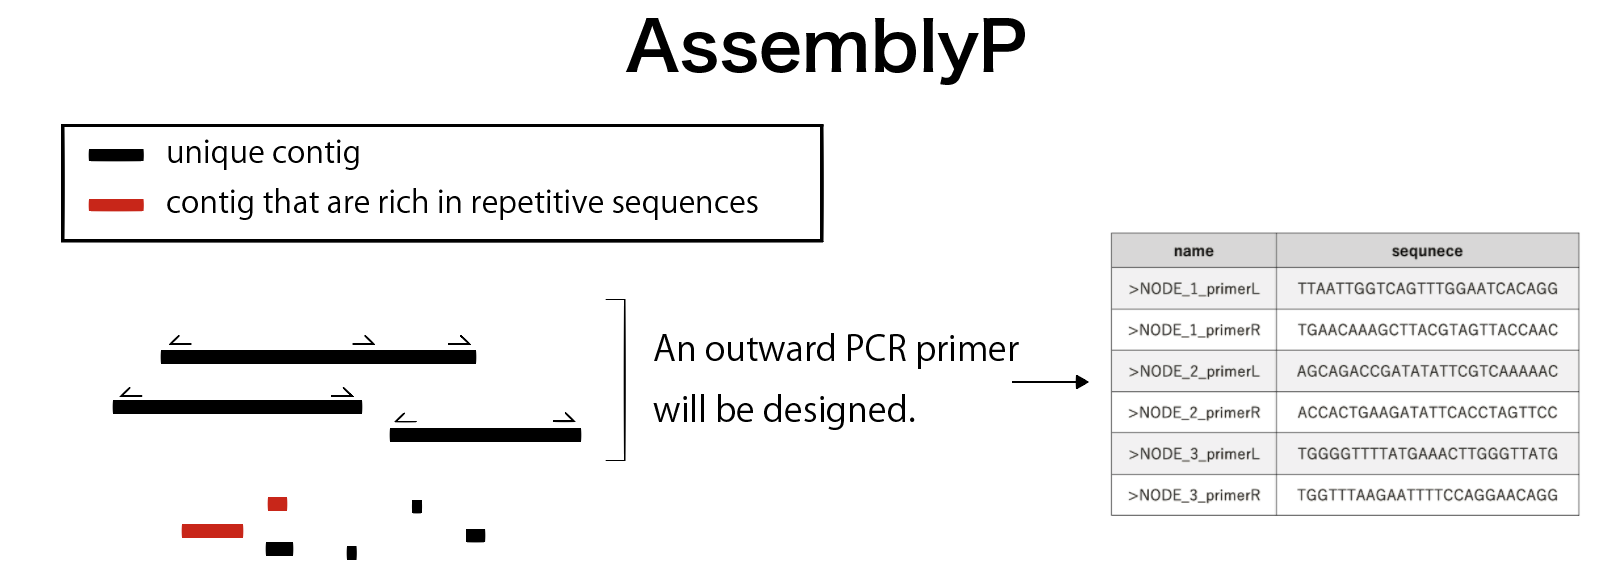 AssemblyP
unique contig
contig that are rich in repetitive sequences
An outward PCR primer
will be designed.
name sequnece
>NODE_1_primerL TTAATTGGTCAGTTTGGAATCACAGG
>NODE_1_primerR TGAACAAAGCTTACGTAGTTACCAAC
>NODE_2_primerL AGCAGACCGATATATTCGTCAAAAAC
>NODE_2_primerR ACCACTGAAGATATTCACCTAGTTCC
>NODE_3_primerL TGGGGTTTTATGAAACTTGGGTTATG
>NODE_3_primerR TGGTTTAAGAATTTTCCAGGAACAGG